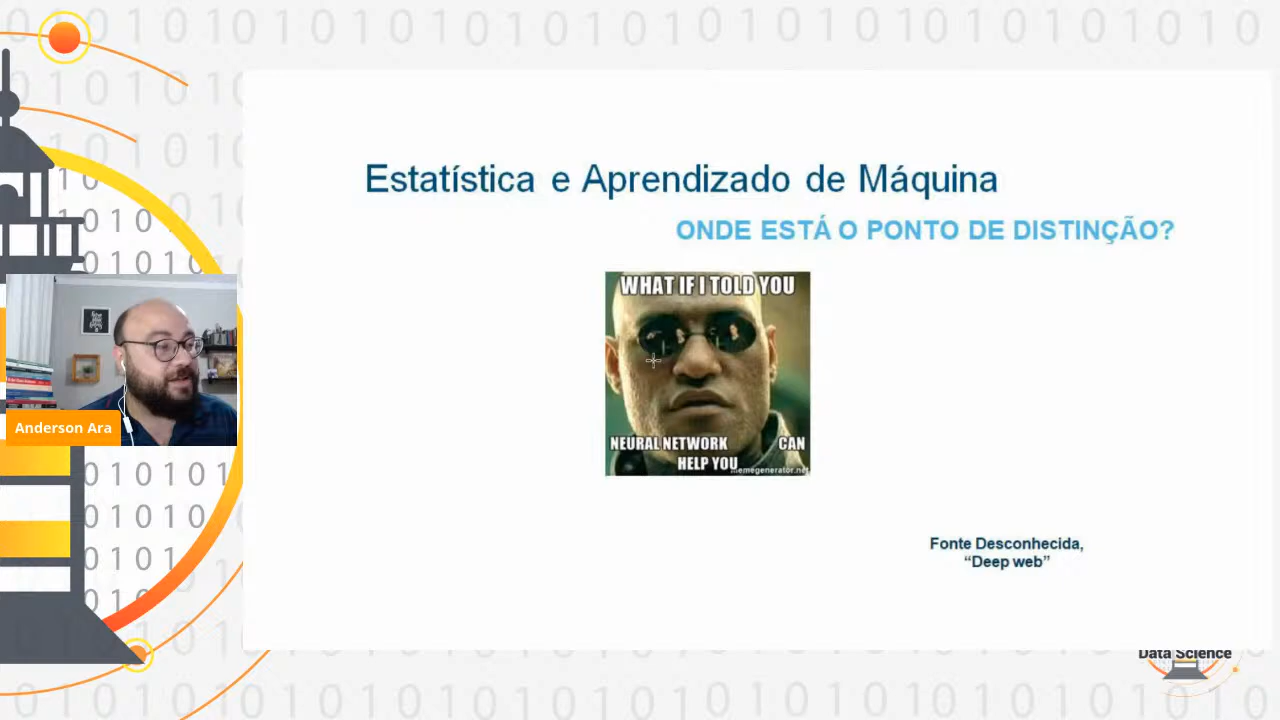 Estatística e Aprendizado de Máquina
ONDE ESTÁ O PONTO DE DISTINÇÃO?
WHAT IF I TOLD YOU
NEURAL NETWORK CAN
HELP YOU
memegenerator.net
Fonte Desconhecida,
“Deep web”
Anderson Ara
Data Science